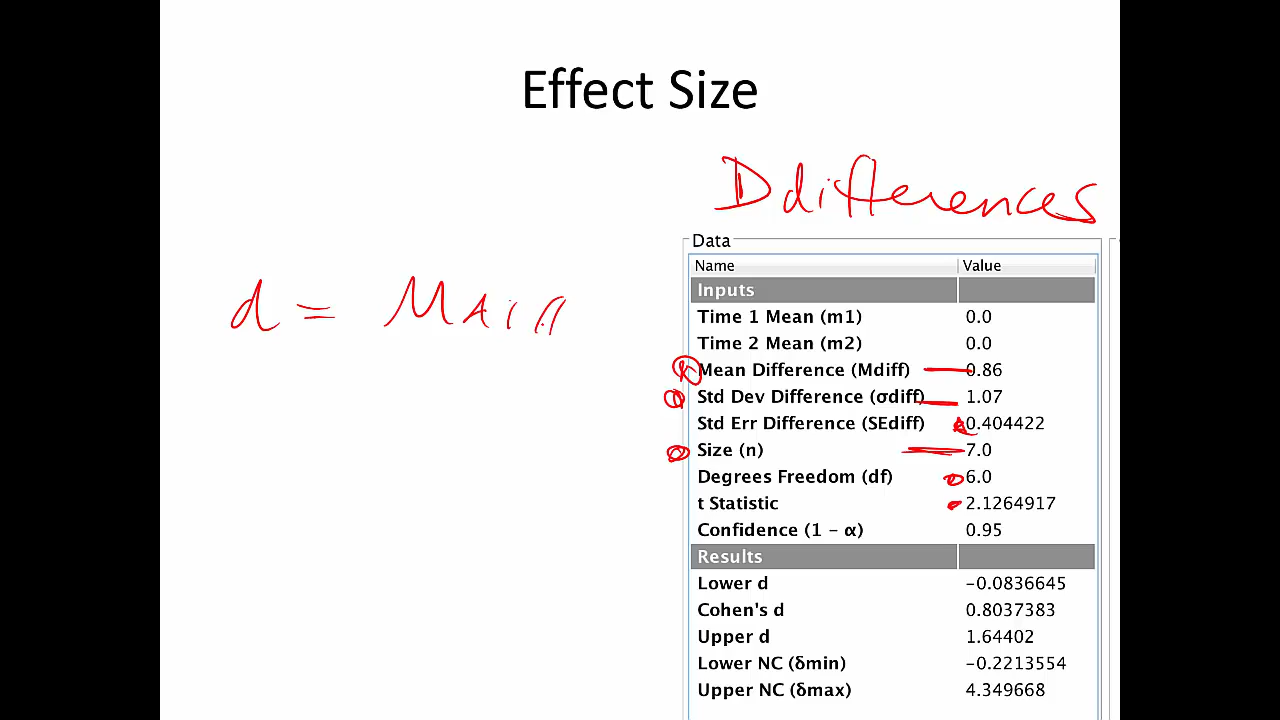 Effect Size
D differences
d = Mdiff
Data
Name Value
Inputs
Time 1 Mean (m1) 0.0
Time 2 Mean (m2) 0.0
Mean Difference (Mdiff) 0.86
Std Dev Difference (σdiff) 1.07
Std Err Difference (SEdiff) 0.404422
Size (n) 7.0
Degrees Freedom (df) 6.0
t Statistic 2.1264917
Confidence (1 - α) 0.95
Results
Lower d -0.0836645
Cohen's d 0.8037383
Upper d 1.64402
Lower NC (δmin) -0.2213554
Upper NC (δmax) 4.349668